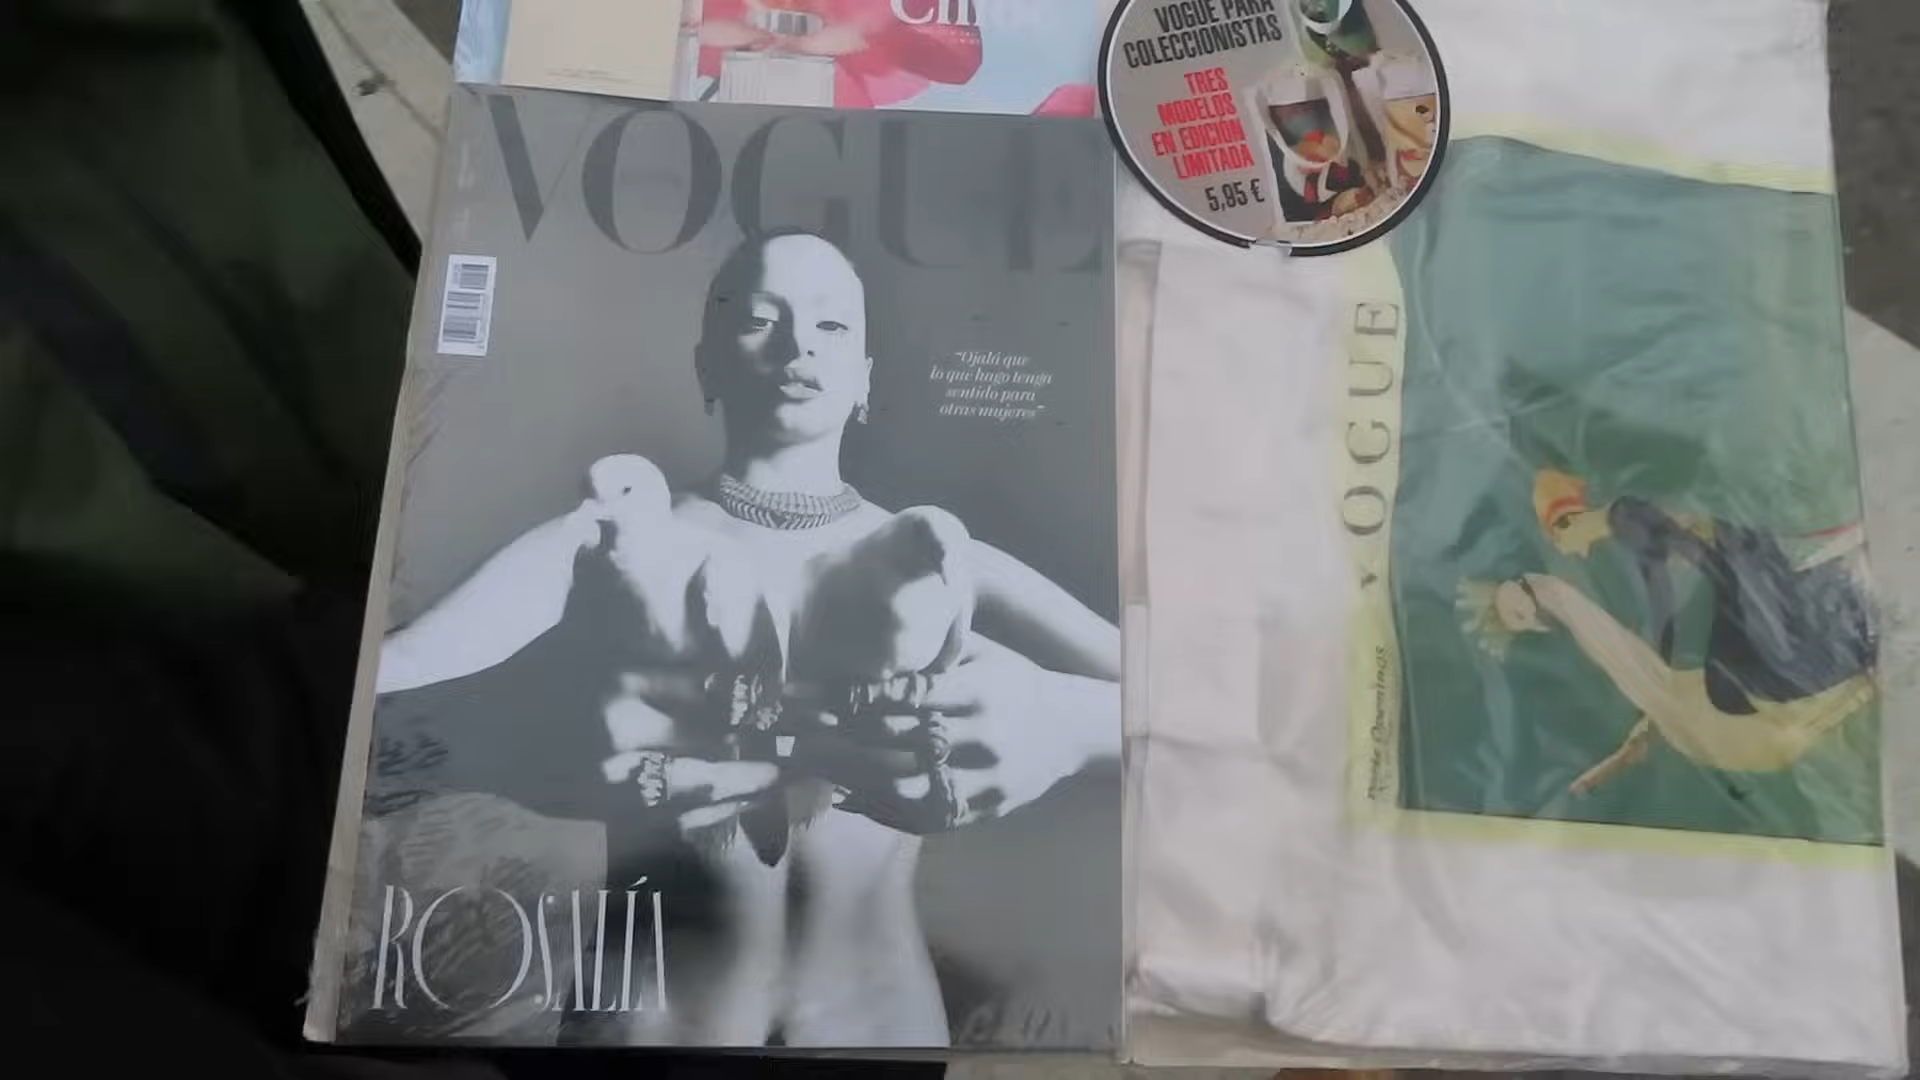 VOGUE PARA
COLECCIONISTAS
TRES
MODELOS
EN EDICIÓN
LIMITADA
5,95 €
VOGUE
"Ojalá que
lo que hago tenga
sentido para
otras mujeres"
ROSALÍA
VOGUE